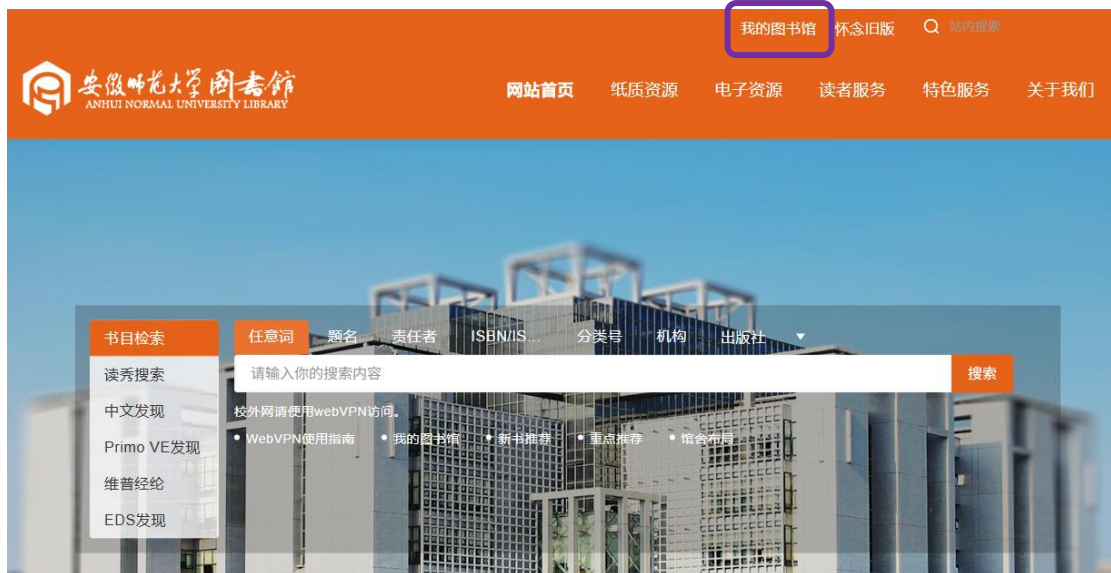 我的图书馆 怀念旧版 站内搜索
安徽师范大学图书馆
ANHUI NORMAL UNIVERSITY LIBRARY
网站首页 纸质资源 电子资源 读者服务 特色服务 关于我们
书目检索 任意词 题名 责任者 ISBN/IS... 分类号 机构 出版社
读秀搜索 请输入你的搜索内容 搜索
中文发现 校外网请使用webVPN访问。
Primo VE发现 • WebVPN使用指南 • 我的图书馆 • 新书推荐 • 重点推荐 • 馆舍布局
维普经纶
EDS发现